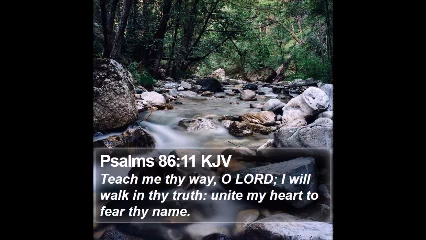 Psalms 86:11 KJV
Teach me thy way, O LORD; I will
walk in thy truth: unite my heart to
fear thy name.